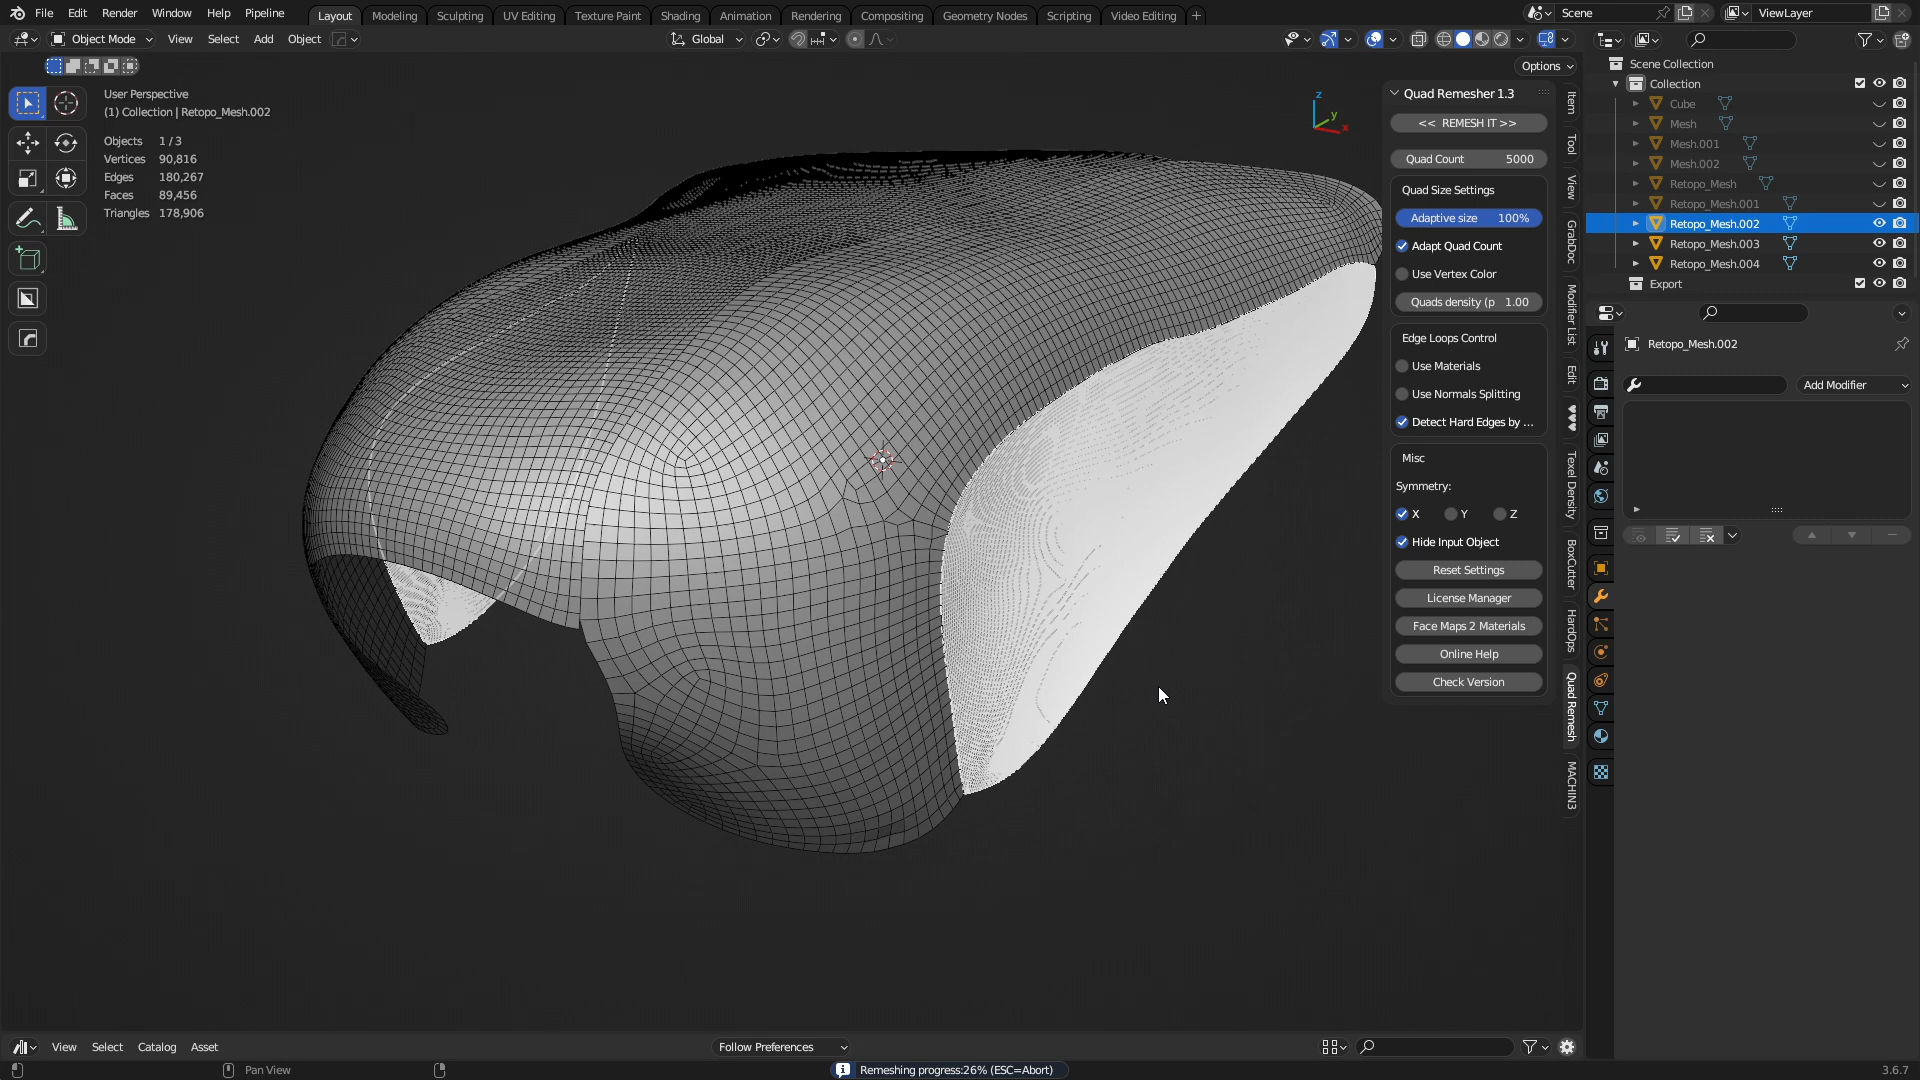 File Edit Render Window Help Pipeline
Layout Modeling Sculpting UV Editing Texture Paint Shading Animation Rendering Compositing Geometry Nodes Scripting Video Editing +
Scene
ViewLayer
Object Mode View Select Add Object
Global
Options
User Perspective
(1) Collection | Retopo_Mesh.002
Objects 1 / 3
Vertices 90,816
Edges 180,267
Faces 89,456
Triangles 178,906
z
y
x
Quad Remesher 1.3
<< REMESH IT >>
Quad Count 5000
Quad Size Settings
Adaptive size 100%
Adapt Quad Count
Use Vertex Color
Quads density (p 1.00
Edge Loops Control
Use Materials
Use Normals Splitting
Detect Hard Edges by ...
Misc
Symmetry:
X Y Z
Hide Input Object
Reset Settings
License Manager
Face Maps 2 Materials
Online Help
Check Version
Item
Tool
View
GrabDoc
Modifier List
Edit
♥♥♥
Texel Density
BoxCutter
HardOps
Quad Remesh
MACHIN3
Scene Collection
Collection
Cube
Mesh
Mesh.001
Mesh.002
Retopo_Mesh
Retopo_Mesh.001
Retopo_Mesh.002
Retopo_Mesh.003
Retopo_Mesh.004
Export
Retopo_Mesh.002
Add Modifier
View Select Catalog Asset
Follow Preferences
Pan View
Remeshing progress:26% (ESC=Abort)
3.6.7